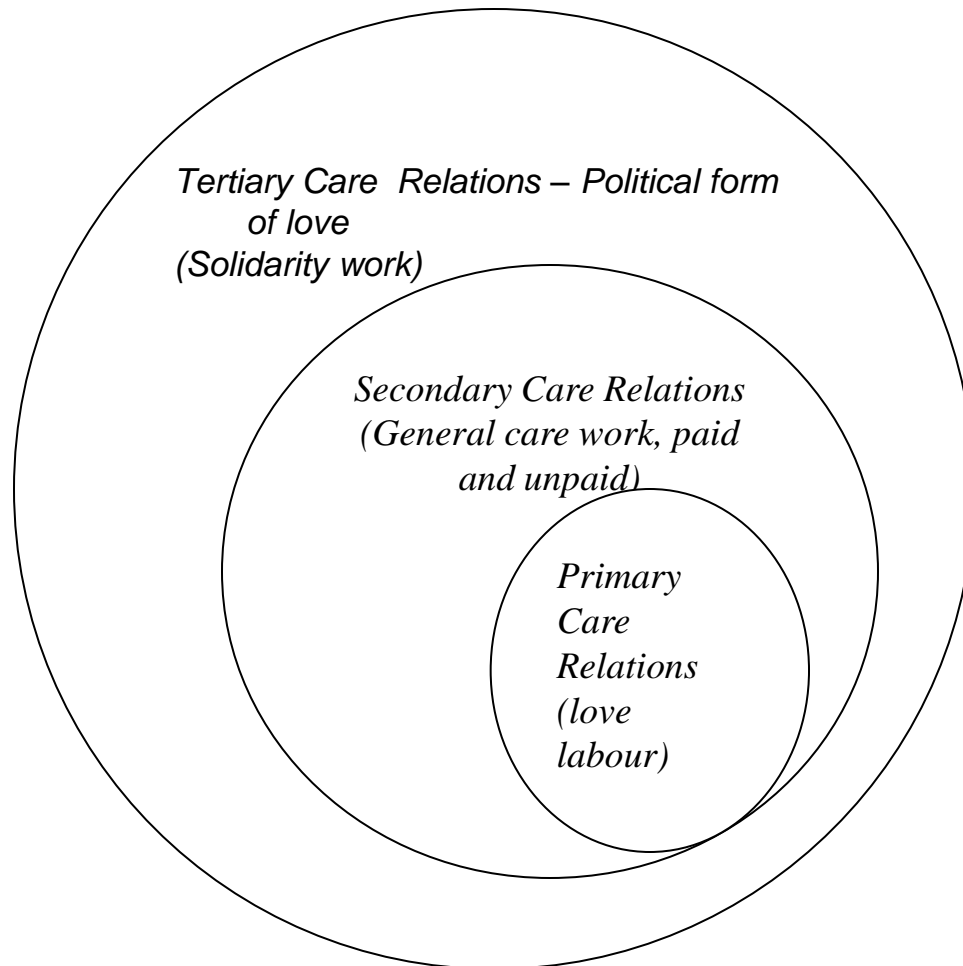 Tertiary Care Relations – Political form
of love
(Solidarity work)
Secondary Care Relations
(General care work, paid
and unpaid)
Primary
Care
Relations
(love
labour)